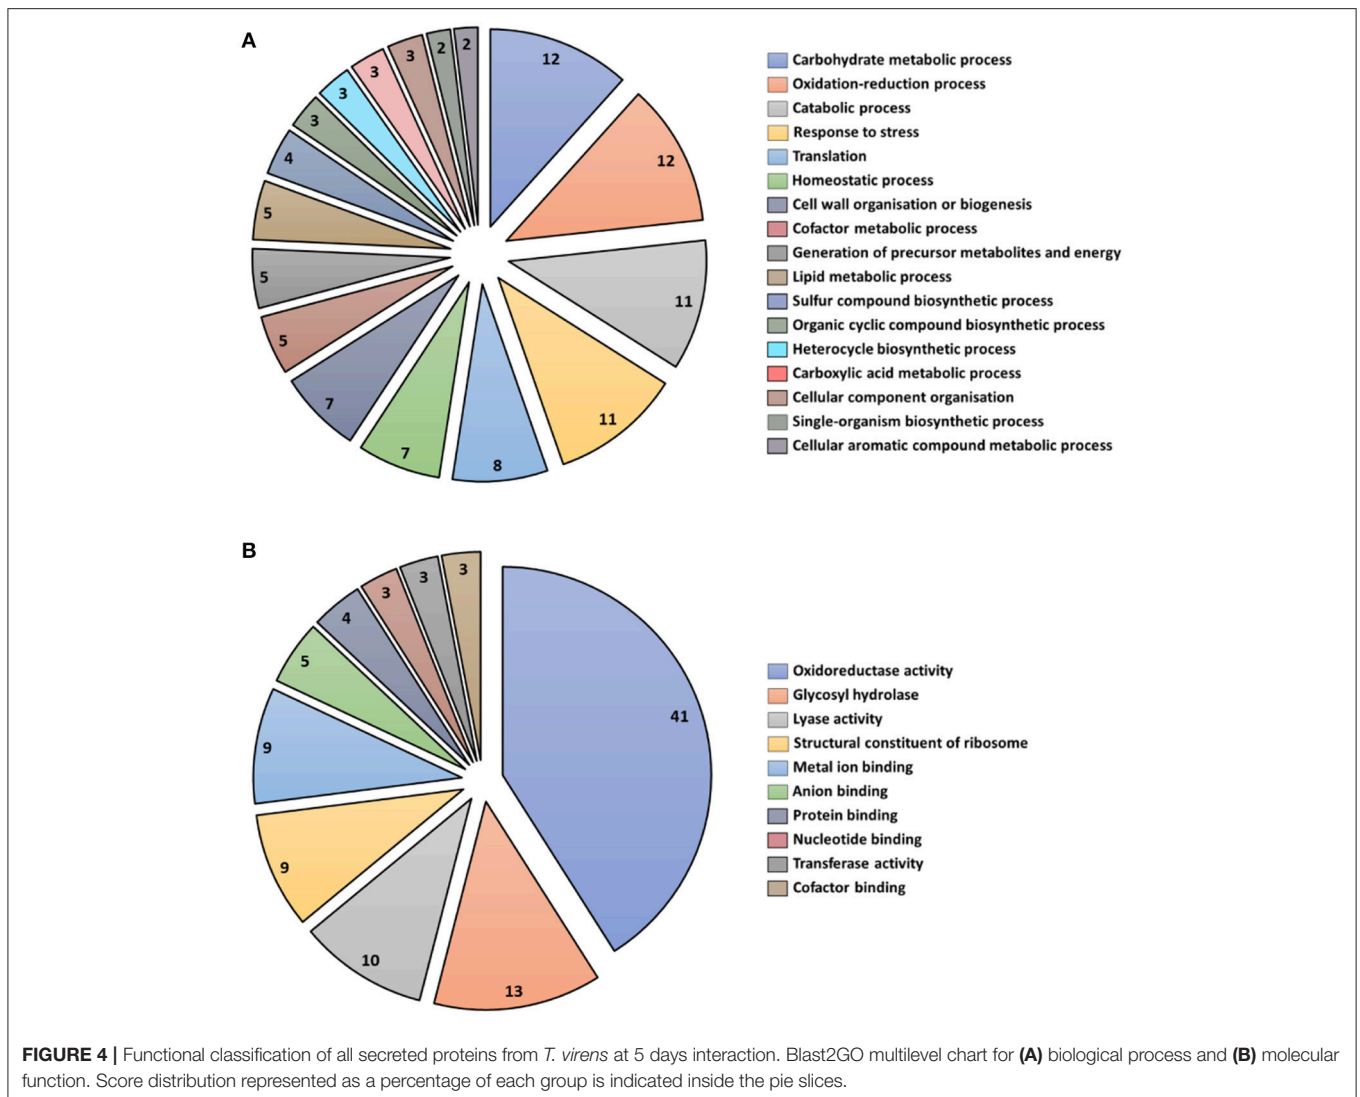 A
12
12
11
11
8
7
7
5
5
5
4
3
3
3
3
2
2
Carbohydrate metabolic process
Oxidation-reduction process
Catabolic process
Response to stress
Translation
Homeostatic process
Cell wall organisation or biogenesis
Cofactor metabolic process
Generation of precursor metabolites and energy
Lipid metabolic process
Sulfur compound biosynthetic process
Organic cyclic compound biosynthetic process
Heterocycle biosynthetic process
Carboxylic acid metabolic process
Cellular component organisation
Single-organism biosynthetic process
Cellular aromatic compound metabolic process
B
41
13
10
9
9
5
4
3
3
3
Oxidoreductase activity
Glycosyl hydrolase
Lyase activity
Structural constituent of ribosome
Metal ion binding
Anion binding
Protein binding
Nucleotide binding
Transferase activity
Cofactor binding
FIGURE 4 | Functional classification of all secreted proteins from T. virens at 5 days interaction. Blast2GO multilevel chart for (A) biological process and (B) molecular
function. Score distribution represented as a percentage of each group is indicated inside the pie slices.